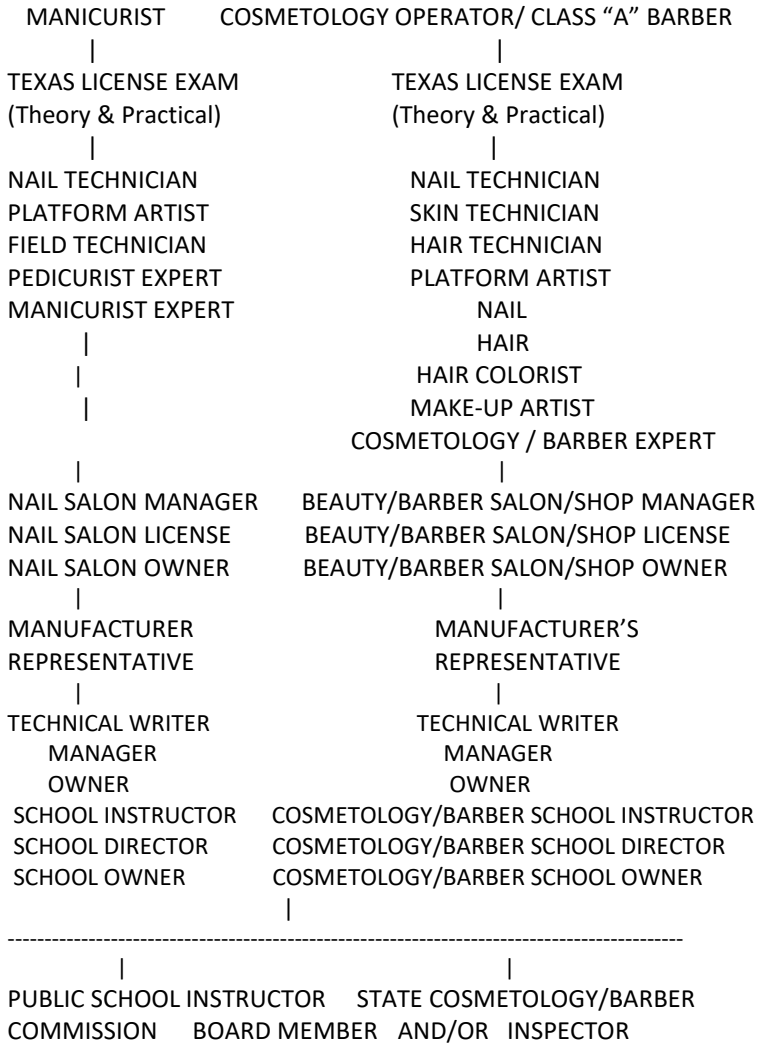 MANICURIST COSMETOLOGY OPERATOR/ CLASS “A” BARBER
| |
TEXAS LICENSE EXAM TEXAS LICENSE EXAM
(Theory & Practical) (Theory & Practical)
| |
NAIL TECHNICIAN NAIL TECHNICIAN
PLATFORM ARTIST SKIN TECHNICIAN
FIELD TECHNICIAN HAIR TECHNICIAN
PEDICURIST EXPERT PLATFORM ARTIST
MANICURIST EXPERT NAIL
| HAIR
| HAIR COLORIST
| MAKE-UP ARTIST
COSMETOLOGY / BARBER EXPERT
| |
NAIL SALON MANAGER BEAUTY/BARBER SALON/SHOP MANAGER
NAIL SALON LICENSE BEAUTY/BARBER SALON/SHOP LICENSE
NAIL SALON OWNER BEAUTY/BARBER SALON/SHOP OWNER
| |
MANUFACTURER MANUFACTURER’S
REPRESENTATIVE REPRESENTATIVE
| |
TECHNICAL WRITER TECHNICAL WRITER
MANAGER MANAGER
OWNER OWNER
SCHOOL INSTRUCTOR COSMETOLOGY/BARBER SCHOOL INSTRUCTOR
SCHOOL DIRECTOR COSMETOLOGY/BARBER SCHOOL DIRECTOR
SCHOOL OWNER COSMETOLOGY/BARBER SCHOOL OWNER
|
-------------------------------------------------------------------------------------------
| |
PUBLIC SCHOOL INSTRUCTOR STATE COSMETOLOGY/BARBER
COMMISSION BOARD MEMBER AND/OR INSPECTOR